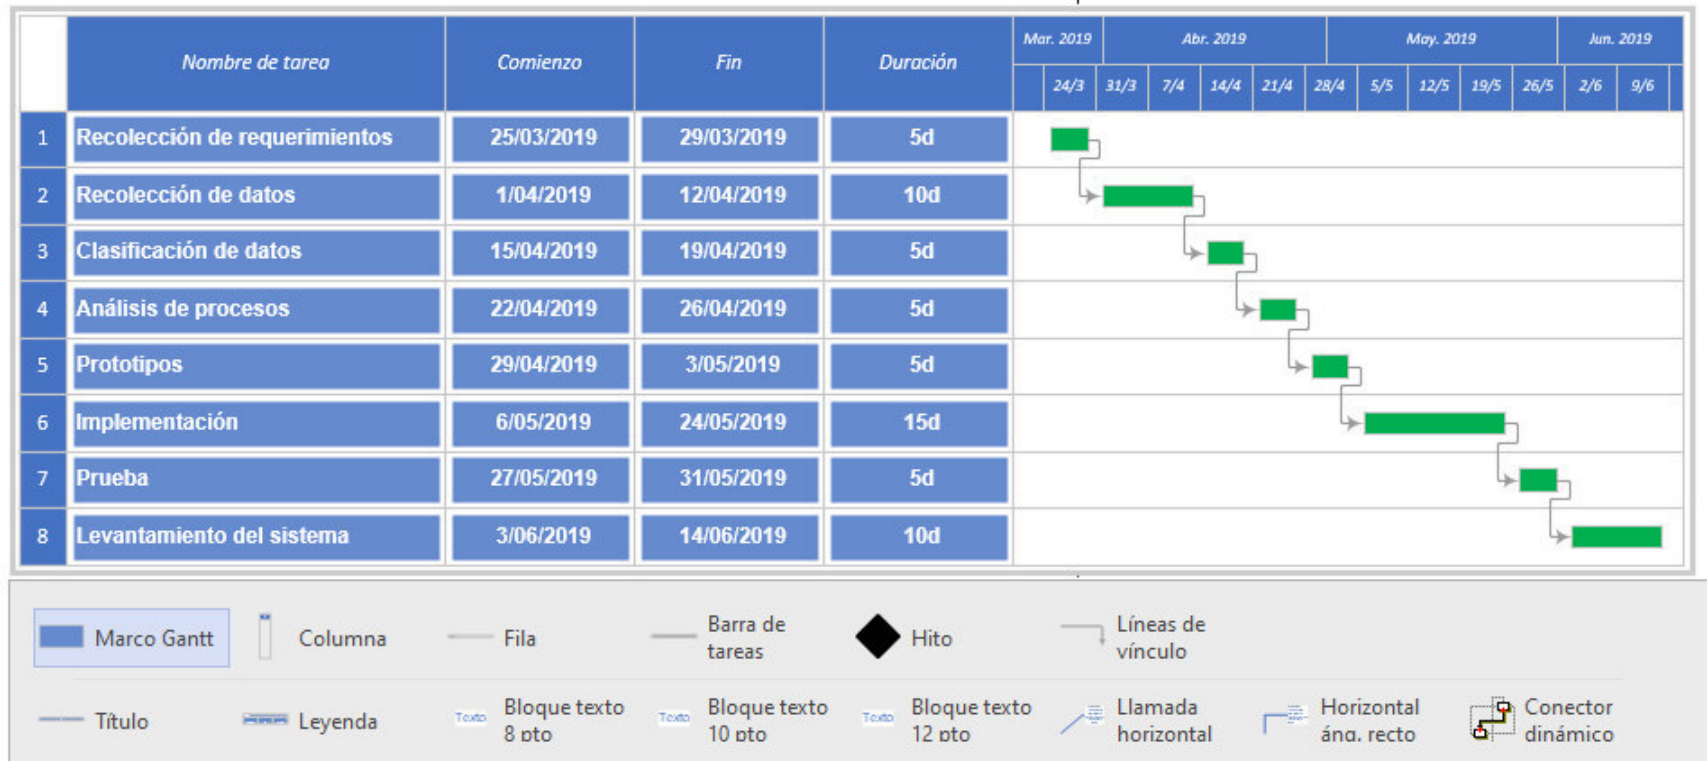 Nombre de tarea Comienzo Fin Duración
Mar. 2019 Abr. 2019 May. 2019 Jun. 2019
24/3 31/3 7/4 14/4 21/4 28/4 5/5 12/5 19/5 26/5 2/6 9/6
1 Recolección de requerimientos 25/03/2019 29/03/2019 5d
2 Recolección de datos 1/04/2019 12/04/2019 10d
3 Clasificación de datos 15/04/2019 19/04/2019 5d
4 Análisis de procesos 22/04/2019 26/04/2019 5d
5 Prototipos 29/04/2019 3/05/2019 5d
6 Implementación 6/05/2019 24/05/2019 15d
7 Prueba 27/05/2019 31/05/2019 5d
8 Levantamiento del sistema 3/06/2019 14/06/2019 10d
Marco Gantt
Columna
Fila
Barra de
tareas
Hito
Líneas de
vínculo
Título
Leyenda
Texto
Bloque texto
8 pto
Texto
Bloque texto
10 pto
Texto
Bloque texto
12 pto
Llamada
horizontal
Horizontal
áng. recto
Conector
dinámico